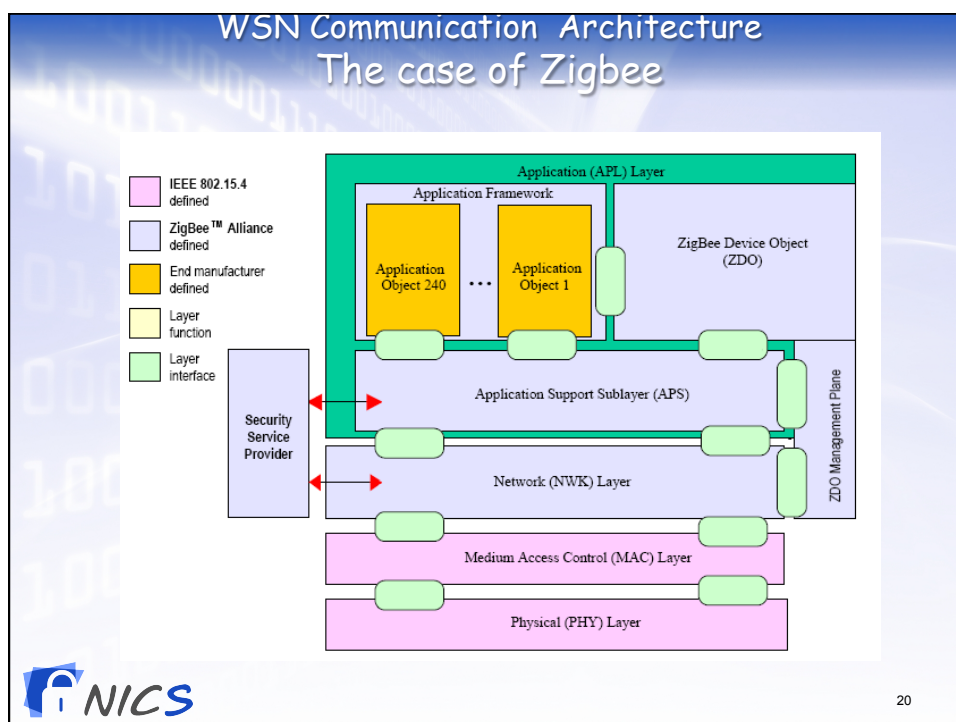 WSN Communication Architecture
The case of Zigbee
IEEE 802.15.4
defined
ZigBee™ Alliance
defined
End manufacturer
defined
Layer
function
Layer
interface
Application (APL) Layer
Application Framework
Application
Object 240
...
Application
Object 1
ZigBee Device Object
(ZDO)
Application Support Sublayer (APS)
Security
Service
Provider
ZDO Management Plane
Network (NWK) Layer
Medium Access Control (MAC) Layer
Physical (PHY) Layer
NICS
20